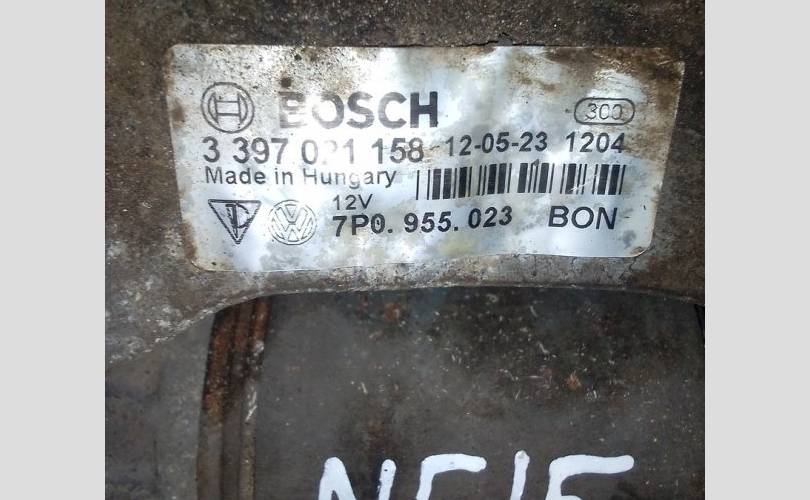 BOSCH 300
3 397 021 158 12-05-23 1204
Made in Hungary
12V
7P0. 955. 023 BON